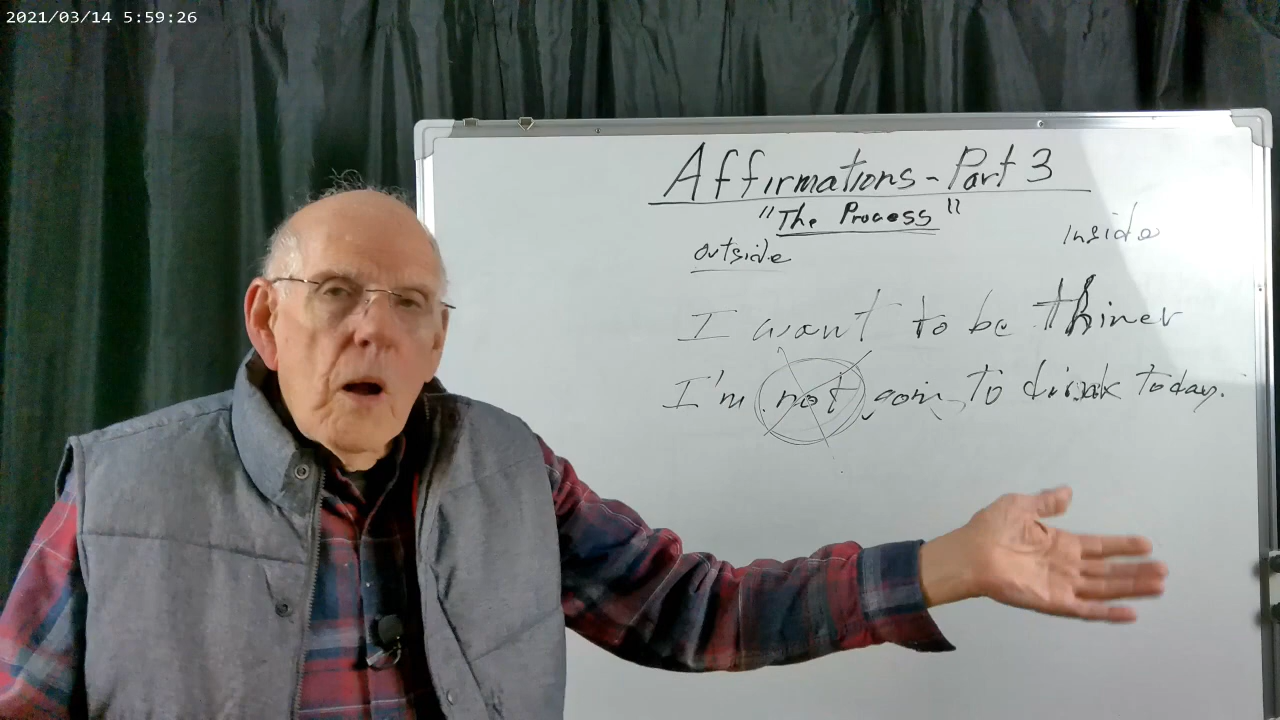 2021/03/14 5:59:26
Affirmations - Part 3
"The Process"
outside inside
I want to be thiner
I'm not goin to drink today.